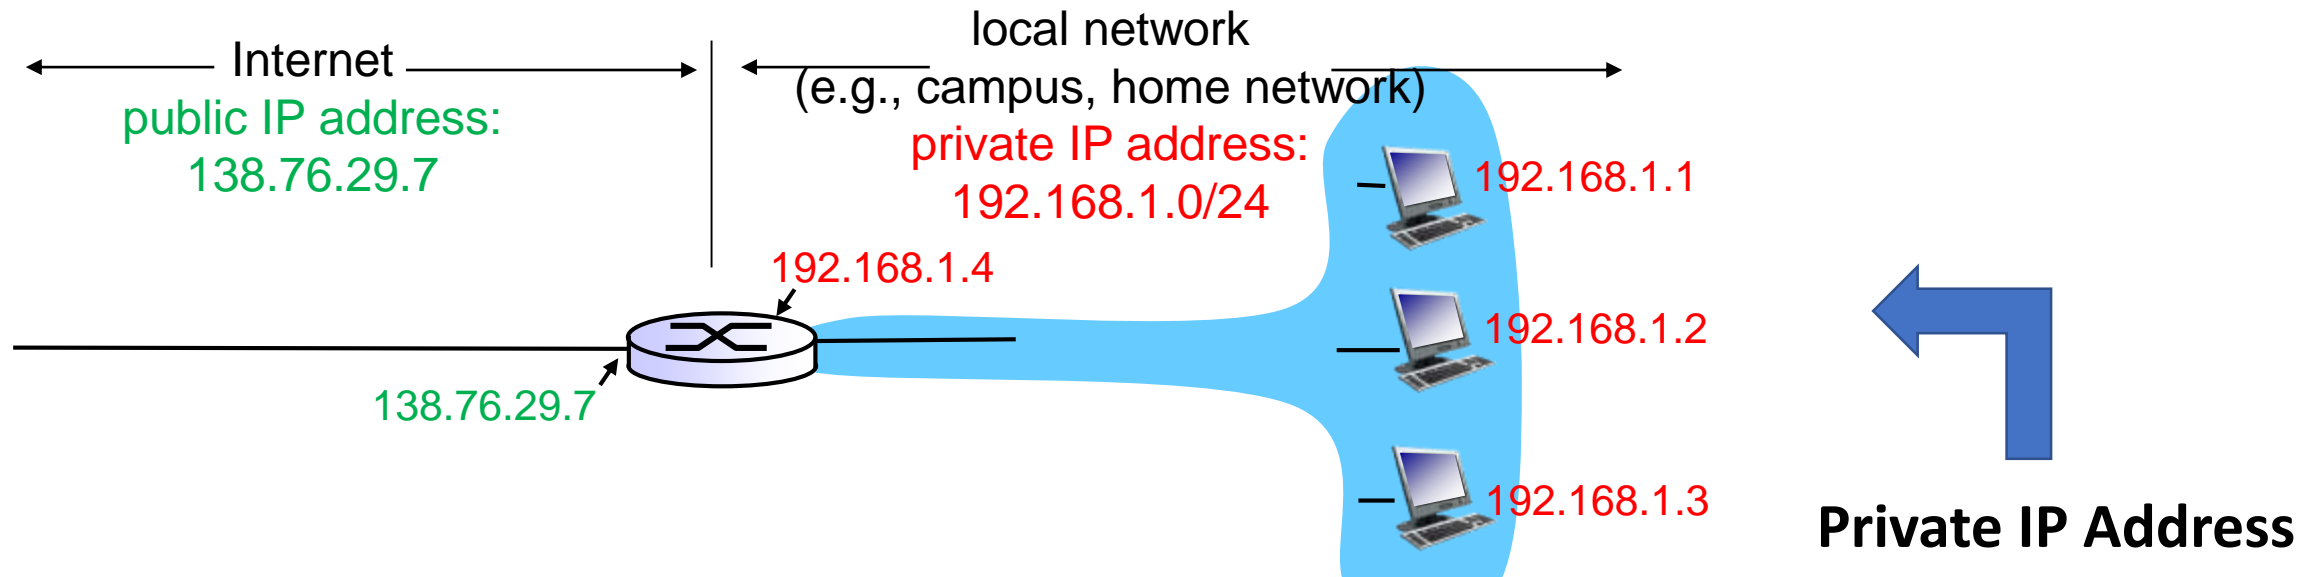 Internet
public IP address:
138.76.29.7
local network
(e.g., campus, home network)
private IP address:
192.168.1.0/24
192.168.1.4
138.76.29.7
192.168.1.1
192.168.1.2
192.168.1.3
Private IP Address